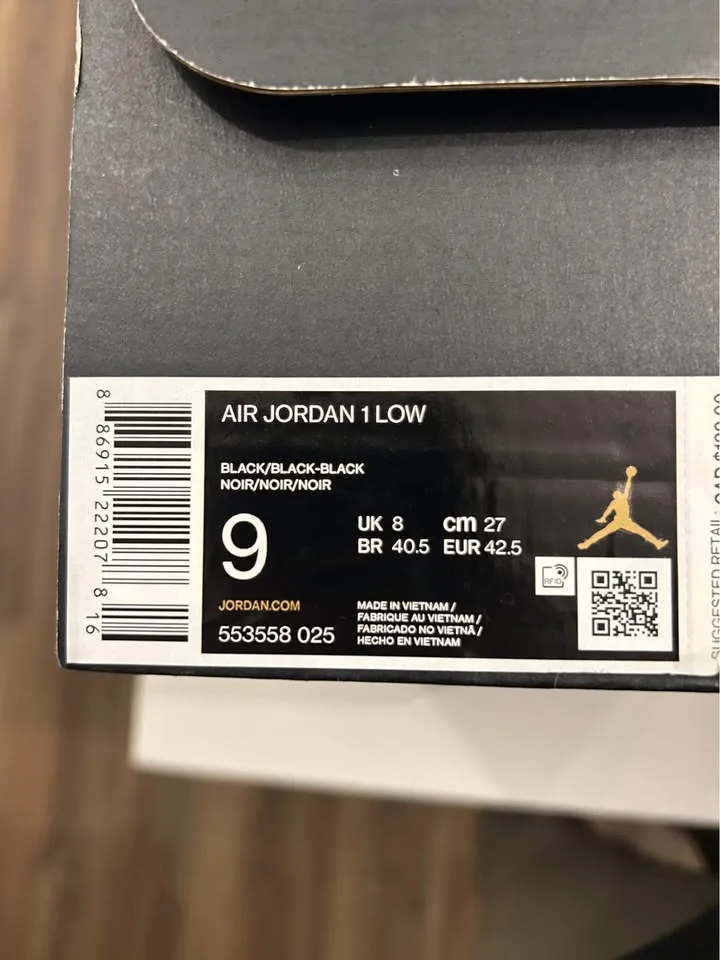 AIR JORDAN 1 LOW
BLACK/BLACK-BLACK
NOIR/NOIR/NOIR
9
UK 8 cm 27
BR 40.5 EUR 42.5
JORDAN.COM
553558 025
MADE IN VIETNAM /
FABRIQUE AU VIETNAM /
FABRICADO NO VIETNÃ /
HECHO EN VIETNAM
RFID
8 86915 22207 8 16
SUGGESTED RETAIL: